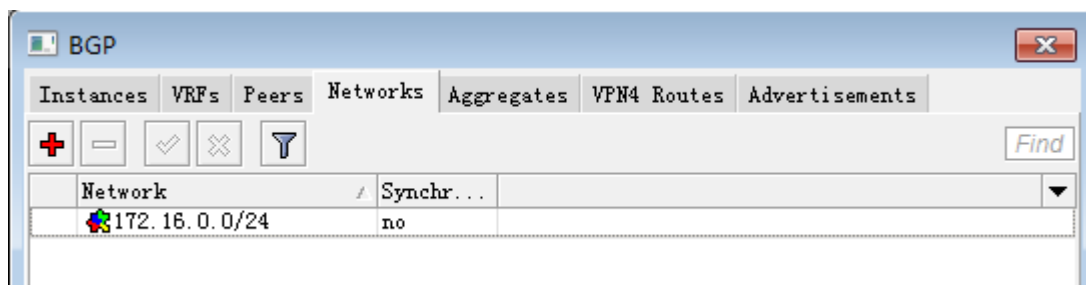 BGP
Instances VRFs Peers Networks Aggregates VPN4 Routes Advertisements
Find
Network Synchr...
172.16.0.0/24 no